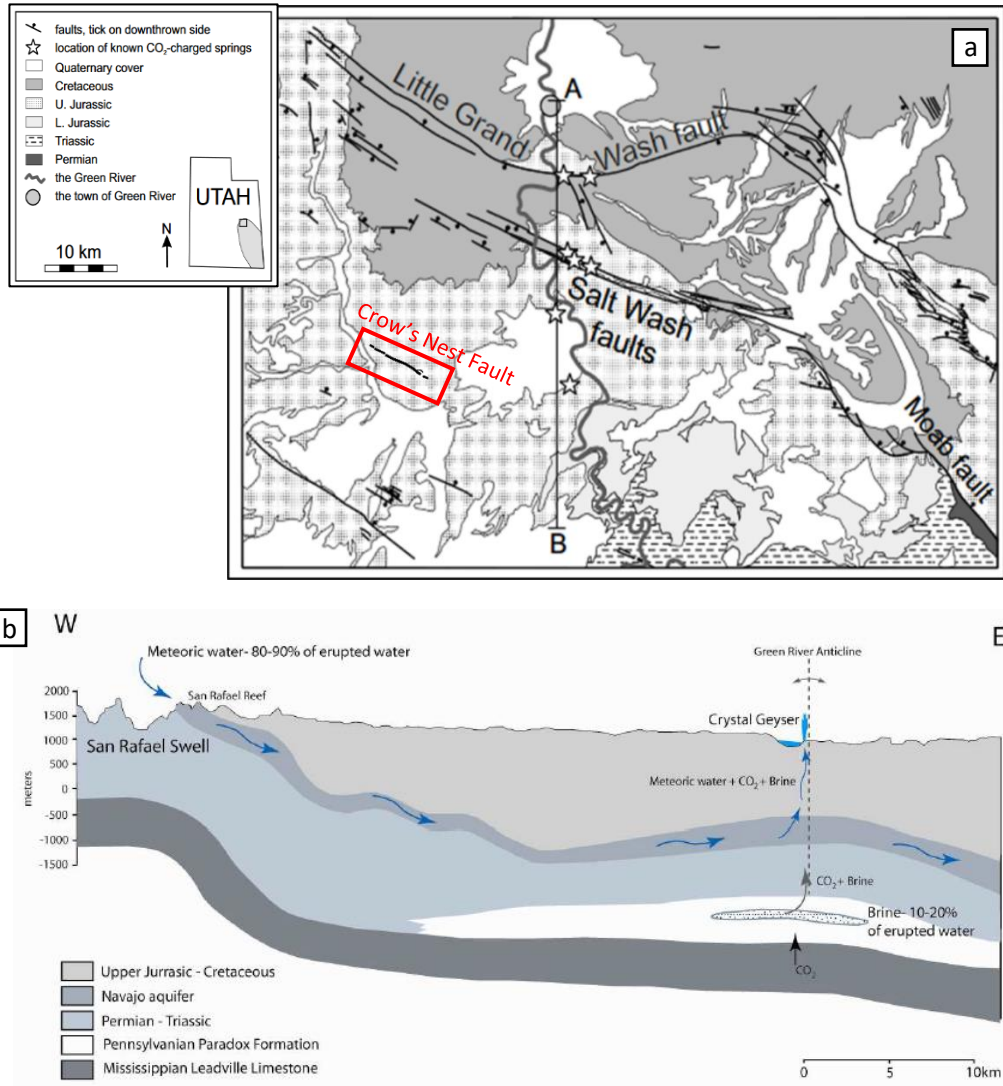 faults, tick on downthrown side
location of known CO₂-charged springs
Quaternary cover
Cretaceous
U. Jurassic
L. Jurassic
Triassic
Permian
the Green River
the town of Green River
UTAH
N
10 km
a
A
Little Grand
Wash fault
Salt Wash
faults
Crow's Nest Fault
Moab fault
B
b
W
E
Meteoric water- 80-90% of erupted water
Green River Anticline
San Rafael Reef
Crystal Geyser
San Rafael Swell
2000
1500
1000
500
0
-500
-1000
-1500
meters
Meteoric water + CO₂ + Brine
CO₂+ Brine
Brine- 10-20%
of erupted water
CO₂
Upper Jurrasic - Cretaceous
Navajo aquifer
Permian - Triassic
Pennsylvanian Paradox Formation
Mississippian Leadville Limestone
0 5 10km